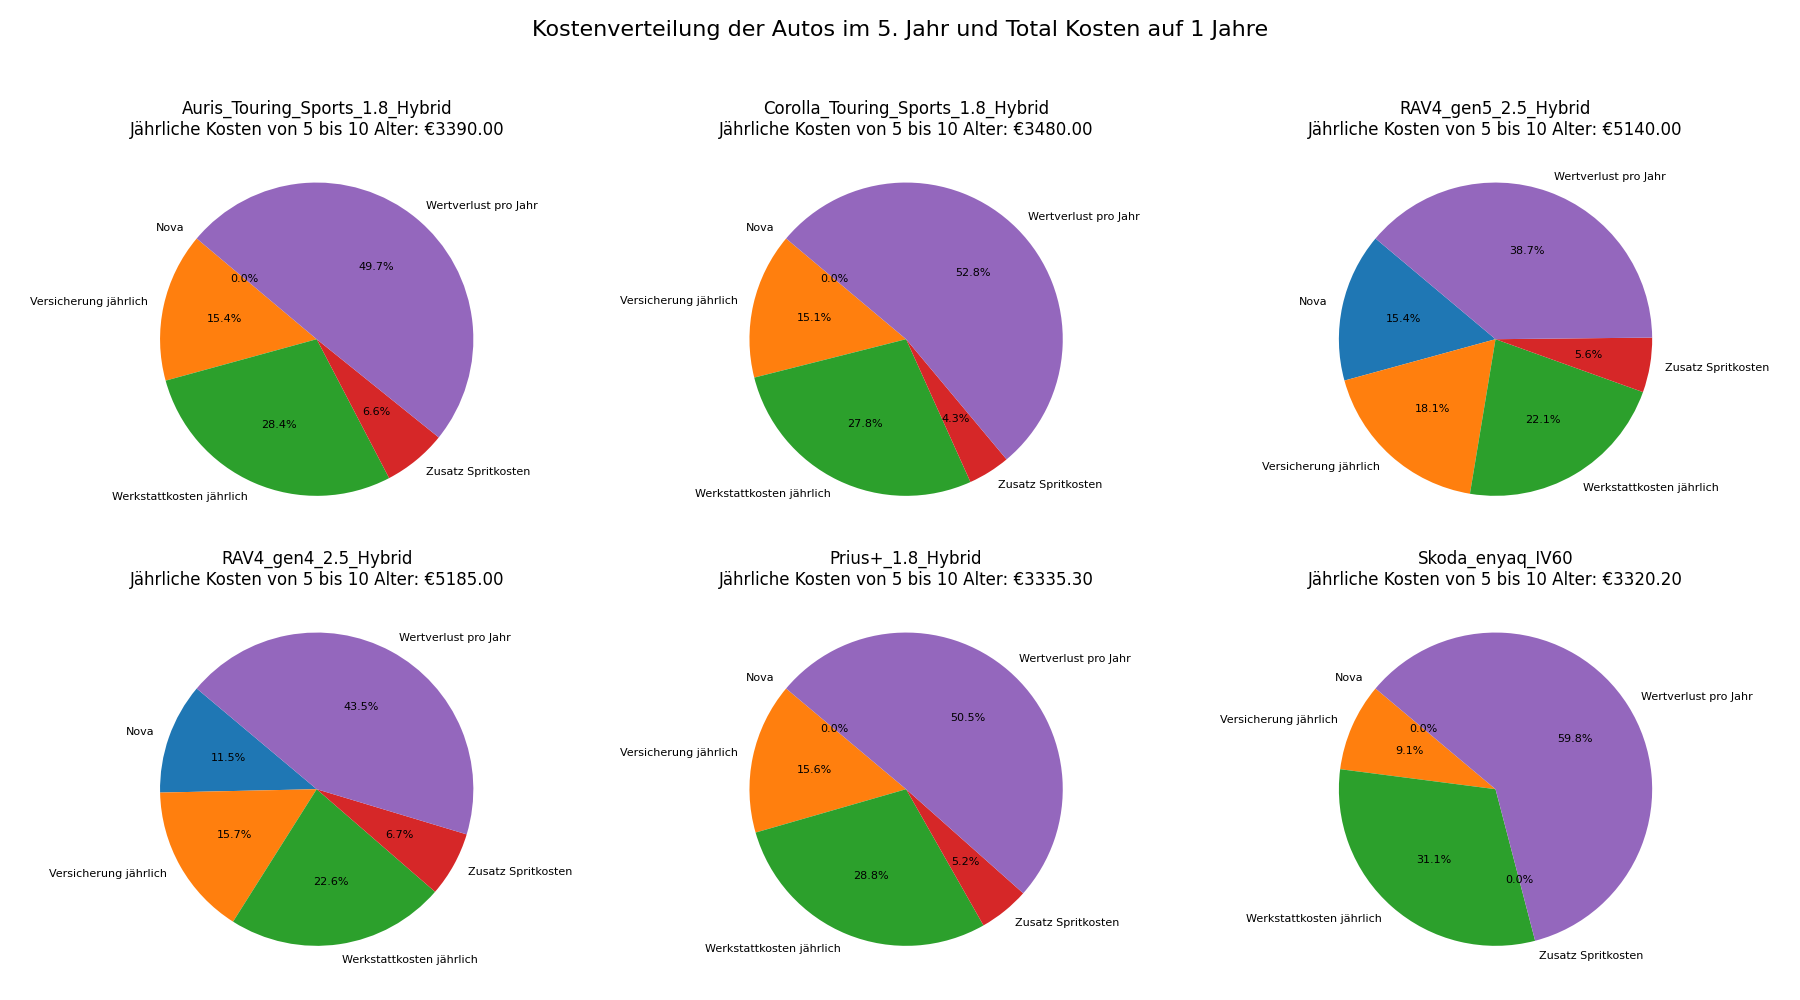 Kostenverteilung der Autos im 5. Jahr und Total Kosten auf 1 Jahre
Auris_Touring_Sports_1.8_Hybrid
Jährliche Kosten von 5 bis 10 Alter: €3390.00
Wertverlust pro Jahr
Nova
49.7%
0.0%
Versicherung jährlich
15.4%
6.6%
28.4%
Zusatz Spritkosten
Werkstattkosten jährlich
Corolla_Touring_Sports_1.8_Hybrid
Jährliche Kosten von 5 bis 10 Alter: €3480.00
Wertverlust pro Jahr
Nova
52.8%
0.0%
Versicherung jährlich
15.1%
4.3%
27.8%
Zusatz Spritkosten
Werkstattkosten jährlich
RAV4_gen5_2.5_Hybrid
Jährliche Kosten von 5 bis 10 Alter: €5140.00
Wertverlust pro Jahr
38.7%
Nova
15.4%
5.6%
Zusatz Spritkosten
18.1%
22.1%
Versicherung jährlich
Werkstattkosten jährlich
RAV4_gen4_2.5_Hybrid
Jährliche Kosten von 5 bis 10 Alter: €5185.00
Wertverlust pro Jahr
43.5%
Nova
11.5%
15.7%
6.7%
Versicherung jährlich
Zusatz Spritkosten
22.6%
Werkstattkosten jährlich
Prius+_1.8_Hybrid
Jährliche Kosten von 5 bis 10 Alter: €3335.30
Wertverlust pro Jahr
Nova
50.5%
0.0%
Versicherung jährlich
15.6%
5.2%
28.8%
Zusatz Spritkosten
Werkstattkosten jährlich
Skoda_enyaq_IV60
Jährliche Kosten von 5 bis 10 Alter: €3320.20
Nova
Wertverlust pro Jahr
Versicherung jährlich
0.0%
59.8%
9.1%
31.1%
0.0%
Werkstattkosten jährlich
Zusatz Spritkosten